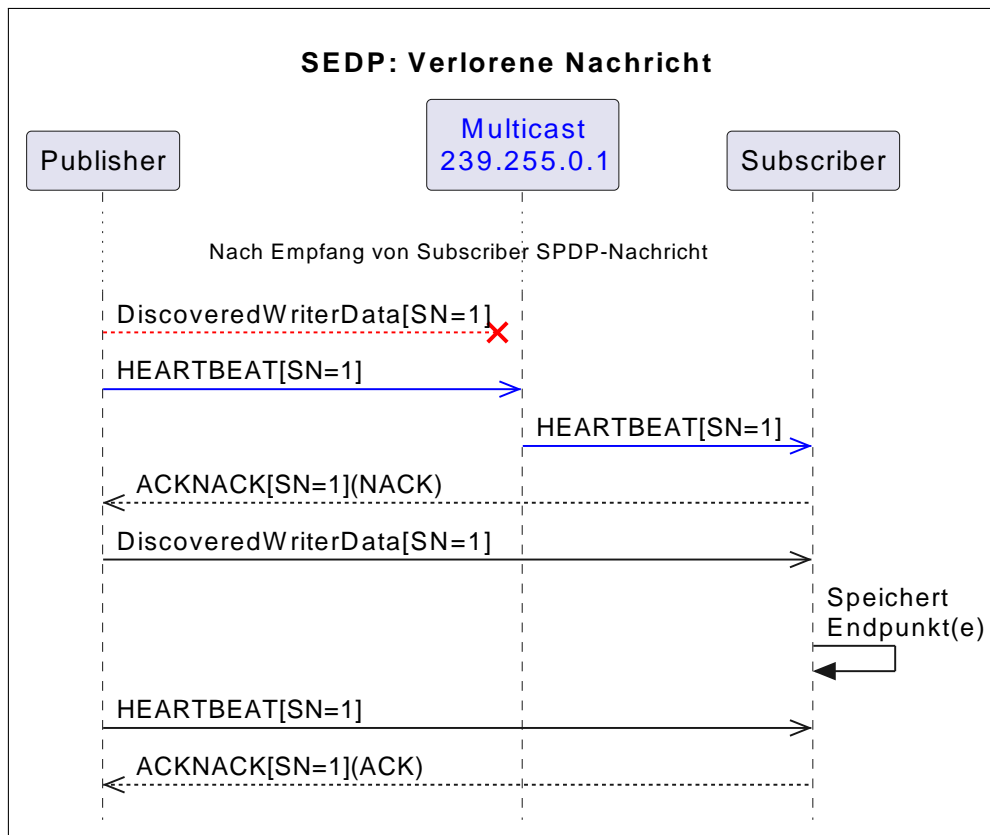 SEDP: Verlorene Nachricht
Publisher
Multicast
239.255.0.1
Subscriber
Nach Empfang von Subscriber SPDP-Nachricht
DiscoveredWriterData[SN=1]
HEARTBEAT[SN=1]
HEARTBEAT[SN=1]
ACKNACK[SN=1](NACK)
DiscoveredWriterData[SN=1]
Speichert
Endpunkt(e)
HEARTBEAT[SN=1]
ACKNACK[SN=1](ACK)